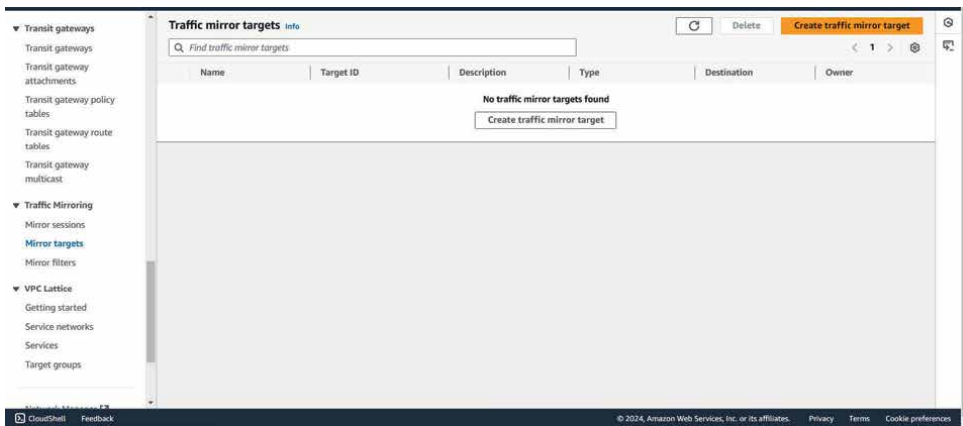 Transit gateways
Transit gateways
Transit gateway
attachments
Transit gateway policy
tables
Transit gateway route
tables
Transit gateway
multicast
Traffic Mirroring
Mirror sessions
Mirror targets
Mirror filters
VPC Lattice
Getting started
Service networks
Services
Target groups
Traffic mirror targets Info
Delete
Create traffic mirror target
Find traffic mirror targets
1
Name Target ID Description Type Destination Owner
No traffic mirror targets found
Create traffic mirror target
CloudShell Feedback © 2024, Amazon Web Services, Inc. or its affiliates. Privacy Terms Cookie preferences